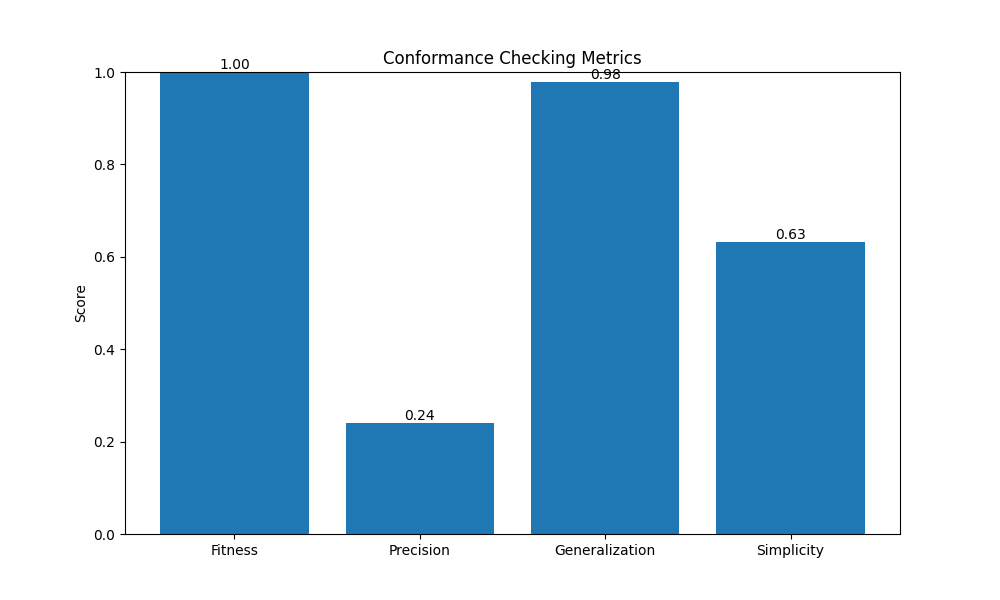 Conformance Checking Metrics
Score
1.0
0.8
0.6
0.4
0.2
0.0
1.00
0.24
0.98
0.63
Fitness
Precision
Generalization
Simplicity